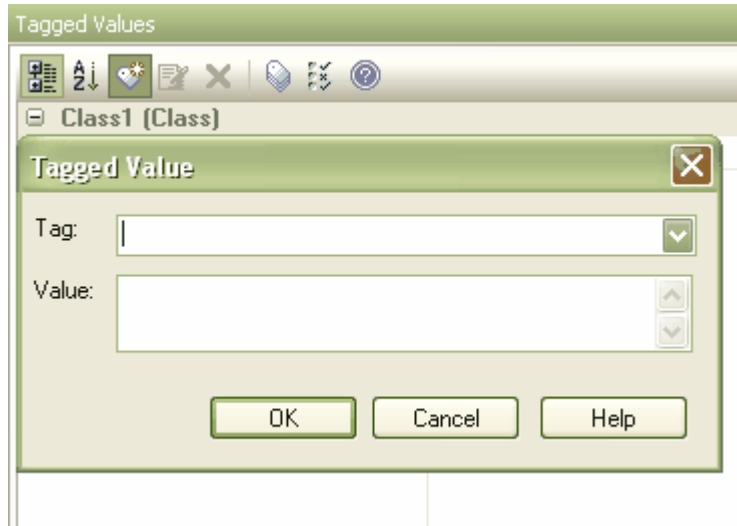 Tagged Values
Class1 (Class)
Tagged Value
Tag:
Value:
OK Cancel Help